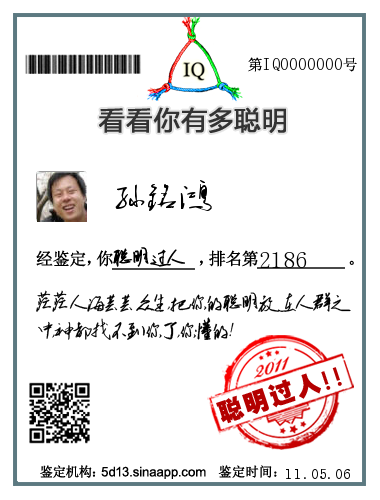 IQ
第IQ0000000号
看看你有多聪明
孙铭鸿
经鉴定，你聪明过人，排名第2186。
茫茫人海芸芸众生,把你的聪明放在人群之
中神都找不到你了,你懂的!
2011
聪明过人!!
鉴定机构：5d13.sinaapp.com 鉴定时间：11.05.06